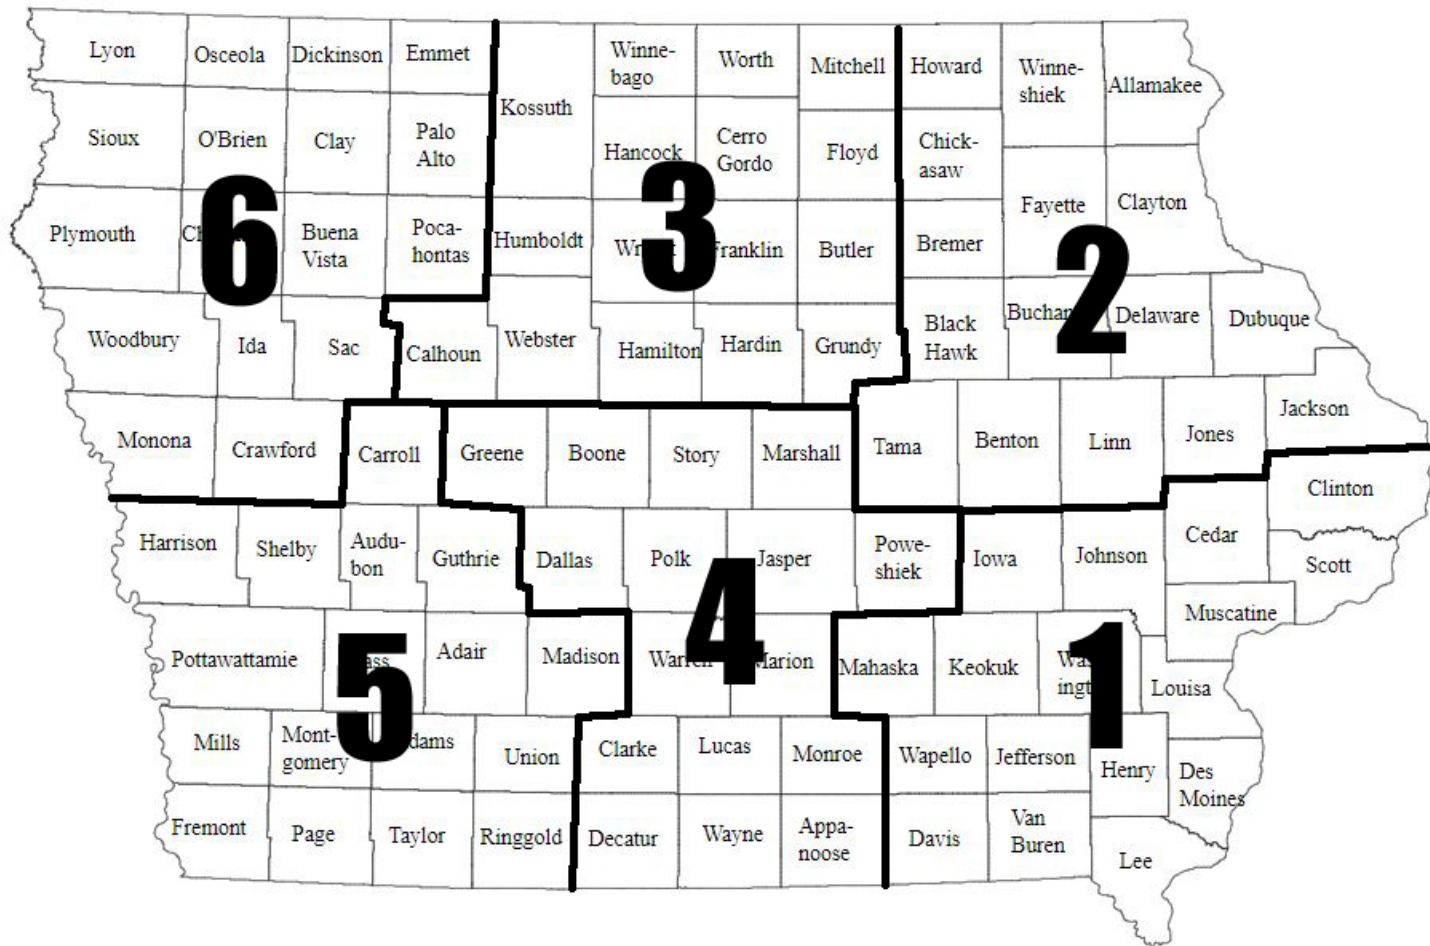 Lyon
Osceola
Dickinson
Emmet
Kossuth
Winne-
bago
Worth
Mitchell
Howard
Winne-
shiek
Allamakee
Sioux
O'Brien
Clay
Palo
Alto
Hancock
Cerro
Gordo
Floyd
Chick-
asaw
Fayette
Clayton
6
3
2
Plymouth
Buena
Vista
Poca-
hontas
Humboldt
Butler
Bremer
Woodbury
Ida
Sac
Calhoun
Webster
Hamilton
Hardin
Grundy
Black
Hawk
Delaware
Dubuque
Monona
Crawford
Carroll
Greene
Boone
Story
Marshall
Tama
Benton
Linn
Jones
Jackson
Clinton
Harrison
Shelby
Audu-
bon
Guthrie
Dallas
Polk
Jasper
Powe-
shiek
Iowa
Johnson
Cedar
Scott
Muscatine
4
5
1
Pottawattamie
Adair
Madison
Mahaska
Keokuk
Louisa
Mills
Mont-
gomery
Union
Clarke
Lucas
Monroe
Wapello
Jefferson
Henry
Des
Moines
Fremont
Page
Taylor
Ringgold
Decatur
Wayne
Appa-
noose
Davis
Van
Buren
Lee